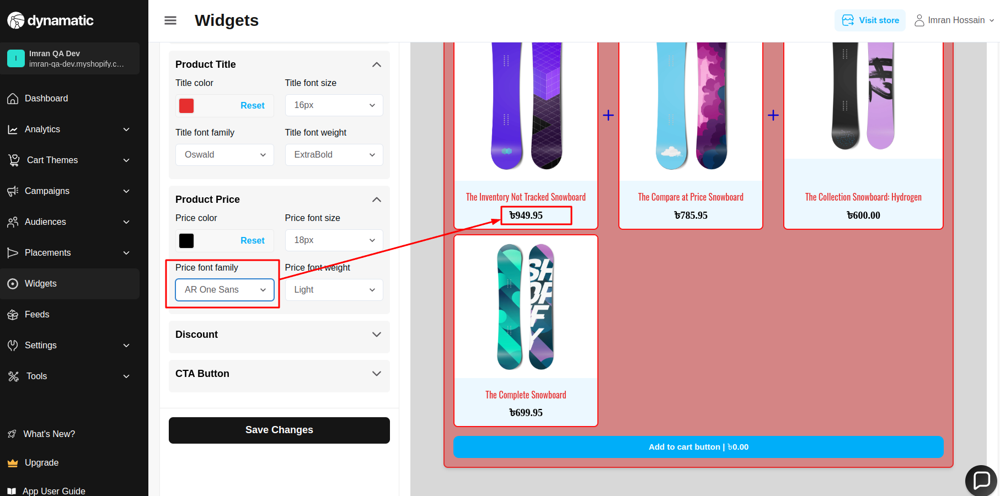 dynamatic
Widgets
Visit store
Imran Hossain
I
Imran QA Dev
imran-qa-dev.myshopify.c...
Dashboard
Analytics
Cart Themes
Campaigns
Audiences
Placements
Widgets
Feeds
Settings
Tools
What's New?
Upgrade
App User Guide
Product Title
Title color
Title font size
Reset
16px
Title font family
Title font weight
Oswald
ExtraBold
Product Price
Price color
Price font size
Reset
18px
Price font family
Price font weight
AR One Sans
Light
Discount
CTA Button
Save Changes
The Inventory Not Tracked Snowboard
৳949.95
+
The Compare at Price Snowboard
৳785.95
+
The Collection Snowboard: Hydrogen
৳600.00
SHOPIFY
The Complete Snowboard
৳699.95
Add to cart button | ৳0.00